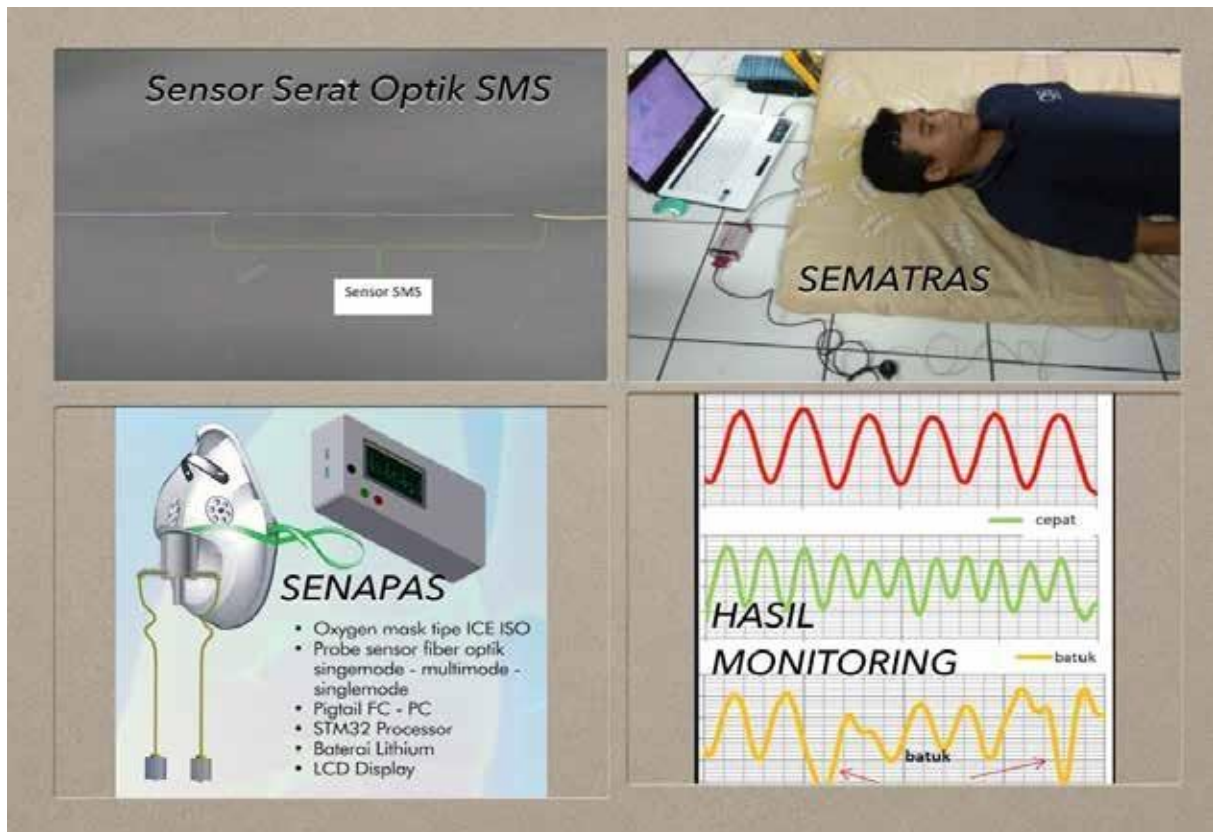 Sensor Serat Optik SMS
Sensor SMS
SEMATRAS
SENAPAS
• Oxygen mask tipe ICE ISO
• Probe sensor fiber optik
singemode - multimode -
singlemode
• Pigtail FC - PC
• STM32 Processor
• Baterai Lithium
• LCD Display
cepat
HASIL
MONITORING
batuk
batuk